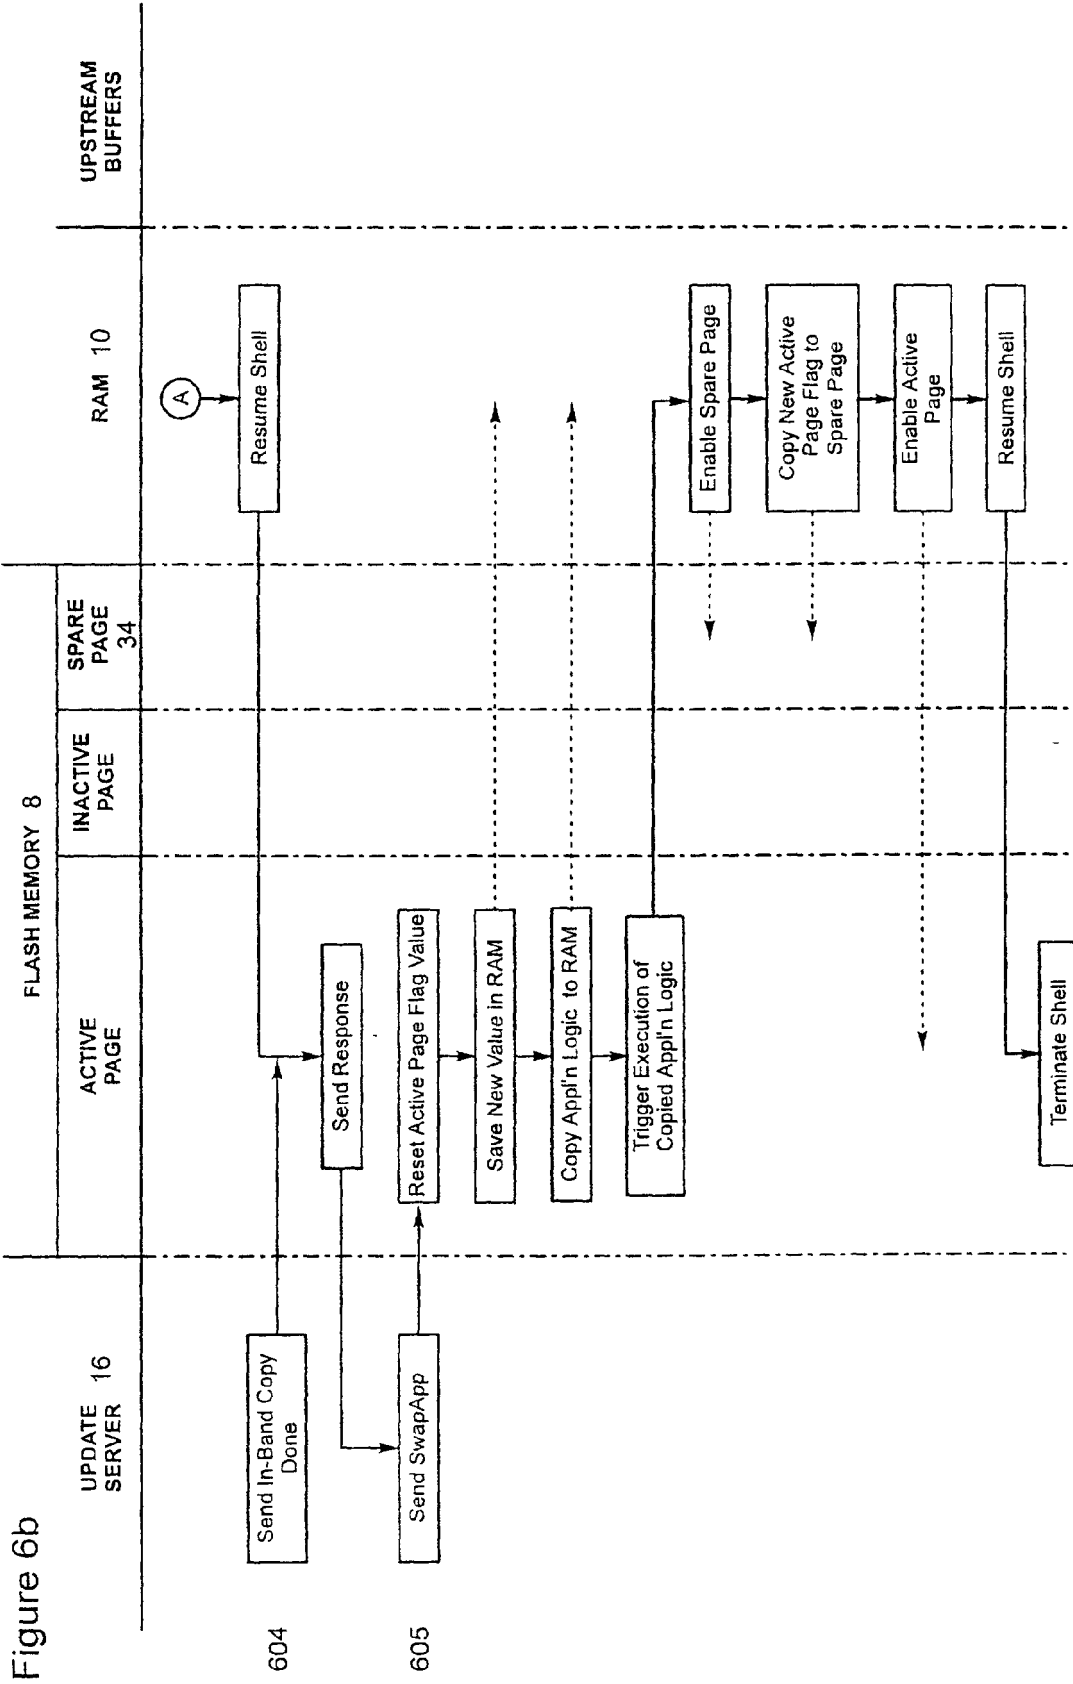 Figure 6b
FLASH MEMORY 8
UPDATE
SERVER 16
ACTIVE
PAGE
INACTIVE
PAGE
SPARE
PAGE
34
RAM 10
UPSTREAM
BUFFERS
A
604
Send In-Band Copy
Done
Resume Shell
Send Response
605
Send SwapApp
Reset Active Page Flag Value
Save New Value in RAM
Copy Appl'n Logic to RAM
Trigger Execution of
Copied Appl'n Logic
Enable Spare Page
Copy New Active
Page Flag to
Spare Page
Enable Active
Page
Resume Shell
Terminate Shell